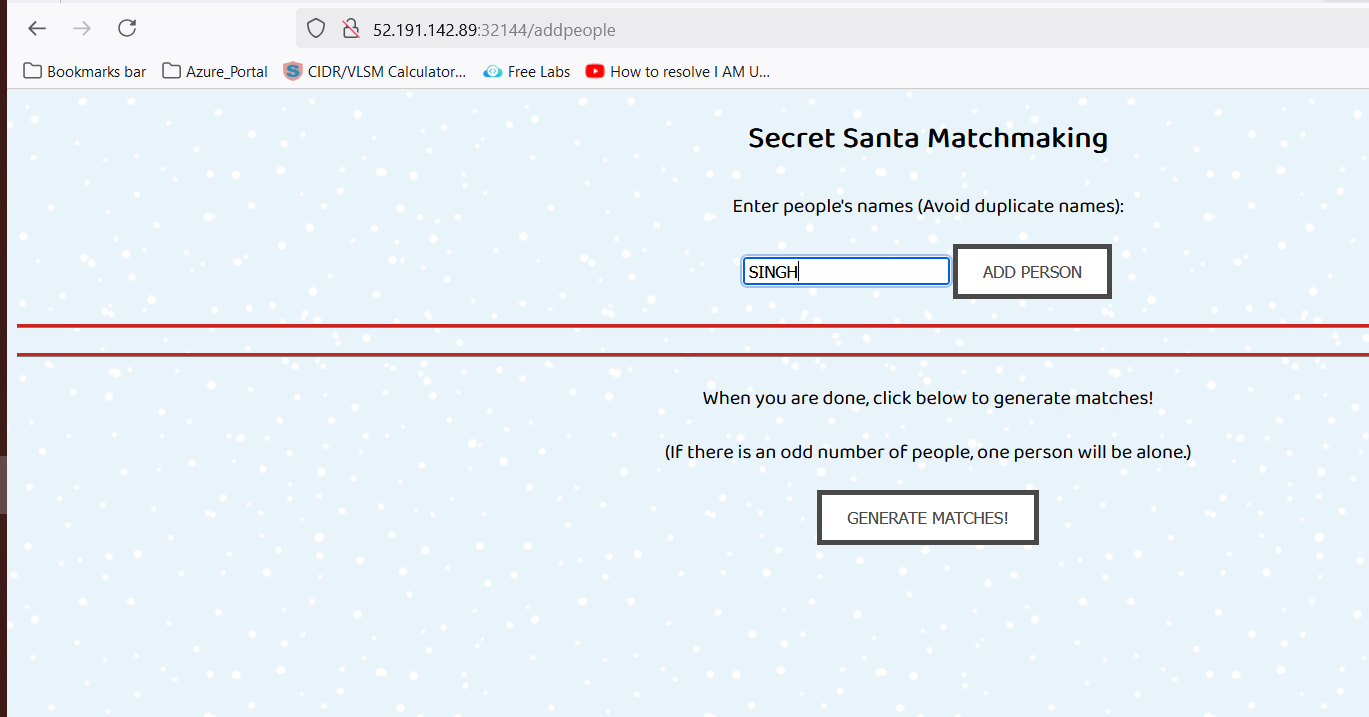 52.191.142.89:32144/addpeople
Bookmarks bar Azure_Portal S CIDR/VLSM Calculator... Free Labs How to resolve I AM U...
Secret Santa Matchmaking
Enter people's names (Avoid duplicate names):
SINGH ADD PERSON
When you are done, click below to generate matches!
(If there is an odd number of people, one person will be alone.)
GENERATE MATCHES!